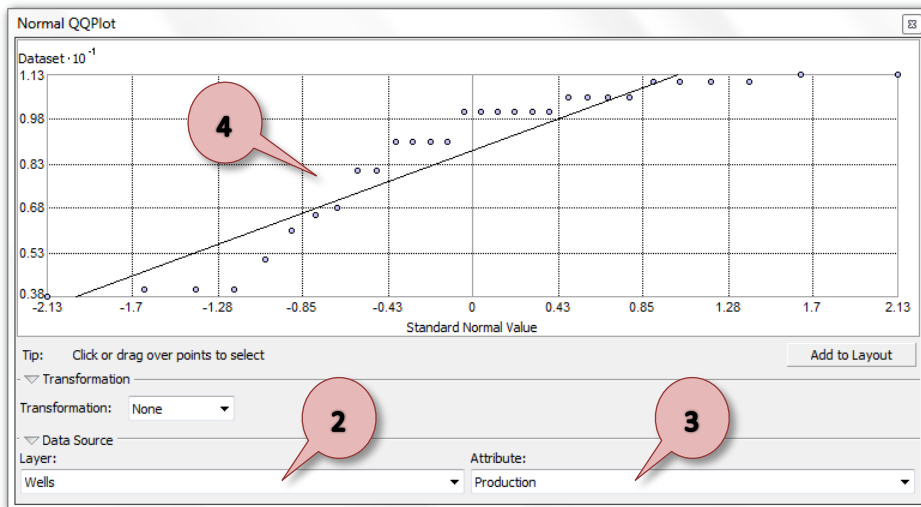 Normal QQPlot
Dataset · 10⁻¹
1.13
0.98
0.83
0.68
0.53
0.38
-2.13 -1.7 -1.28 -0.85 -0.43 0 0.43 0.85 1.28 1.7 2.13
Standard Normal Value
4
Tip: Click or drag over points to select Add to Layout
Transformation
Transformation: None
2 3
Data Source
Layer: Attribute:
Wells Production